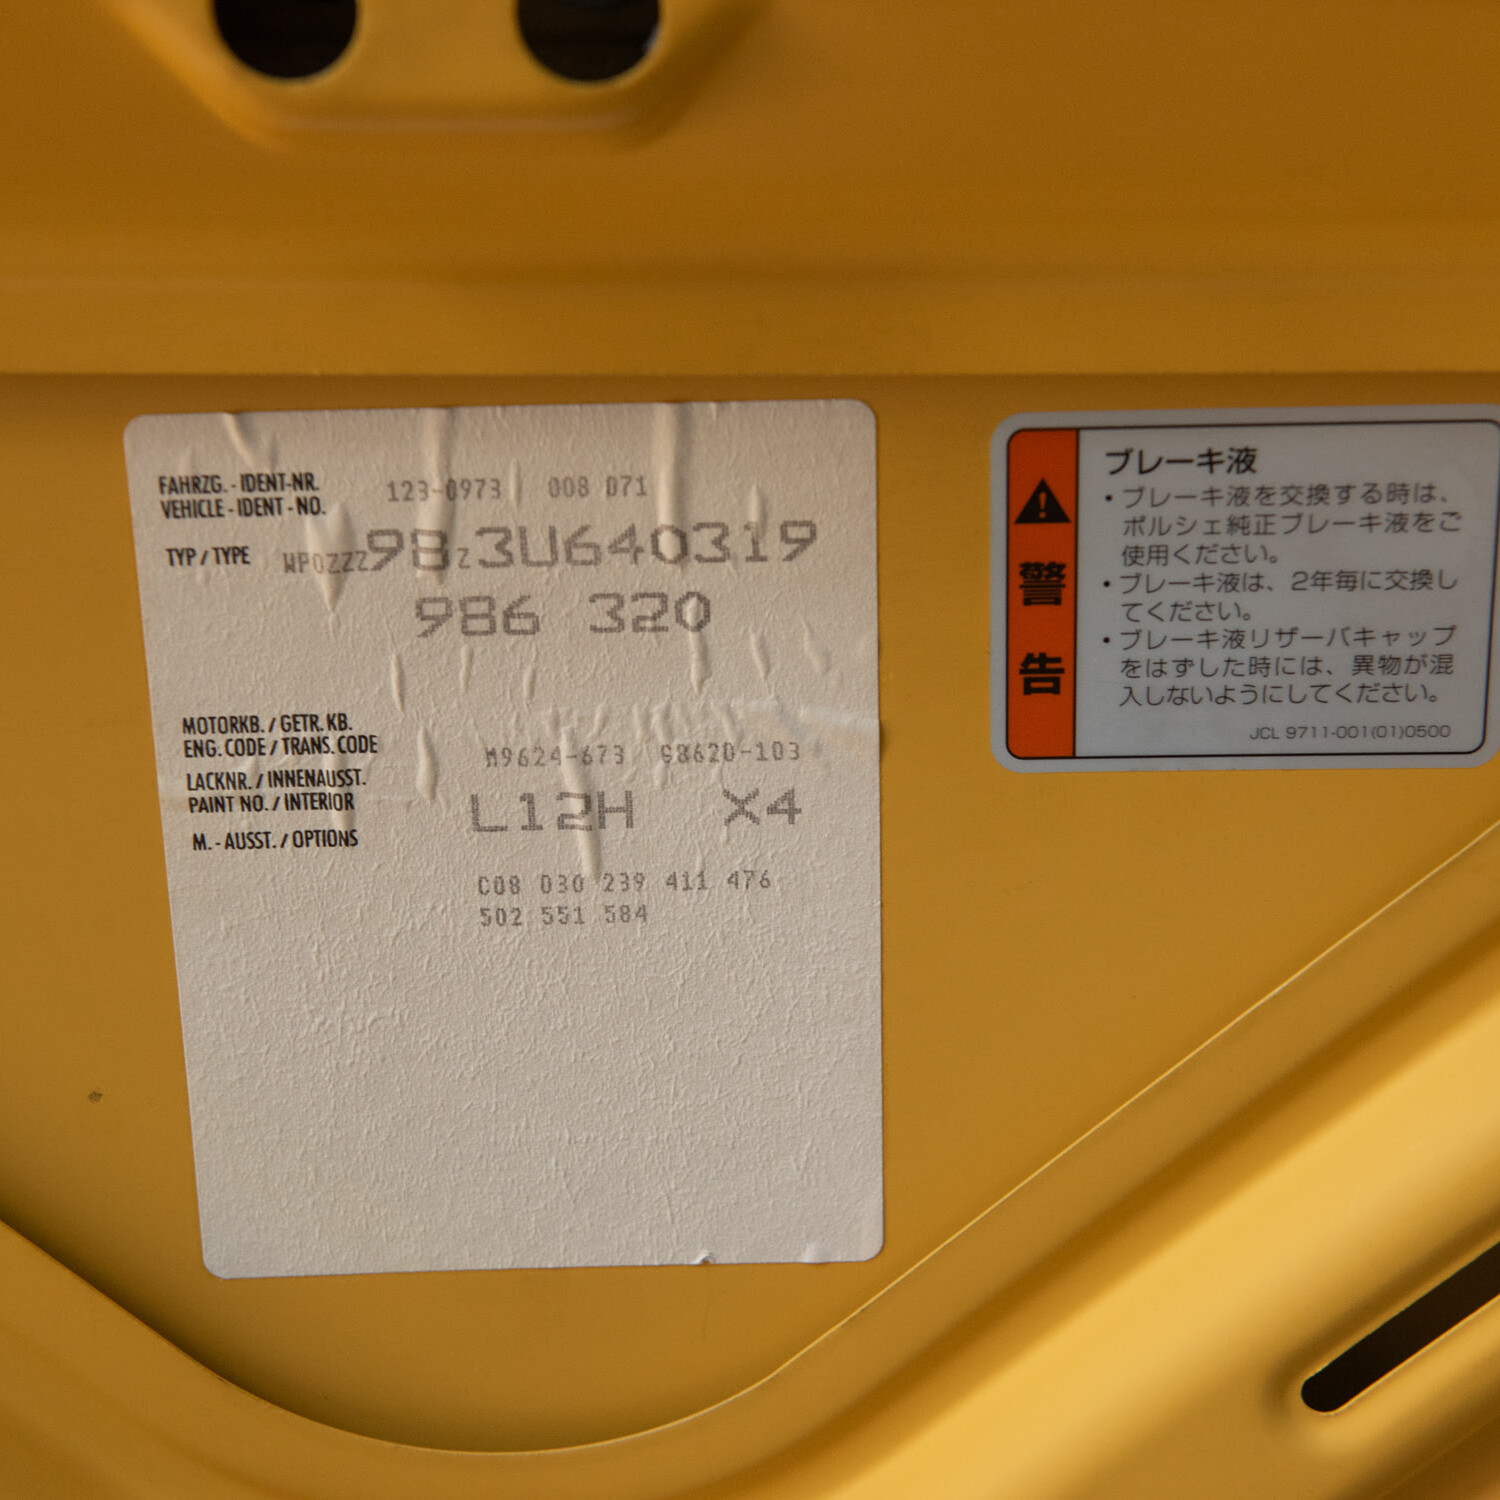 FAHRZG. - IDENT-NR. 123-0973 008 071
VEHICLE - IDENT - NO.
TYP / TYPE WP0ZZZ98Z3U640319
986 320
MOTORKB. / GETR. KB.
ENG. CODE / TRANS. CODE M9624-673 G8620-103
LACKNR. / INNENAUSST.
PAINT NO. / INTERIOR L12H X4
M. - AUSST. / OPTIONS
C08 030 239 411 476
502 551 584
警告
ブレーキ液
・ブレーキ液を交換する時は、
ポルシェ純正ブレーキ液をご
使用ください。
・ブレーキ液は、2年毎に交換し
てください。
・ブレーキ液リザーバキャップ
をはずした時には、異物が混
入しないようにしてください。
JCL 9711-001(01)0500